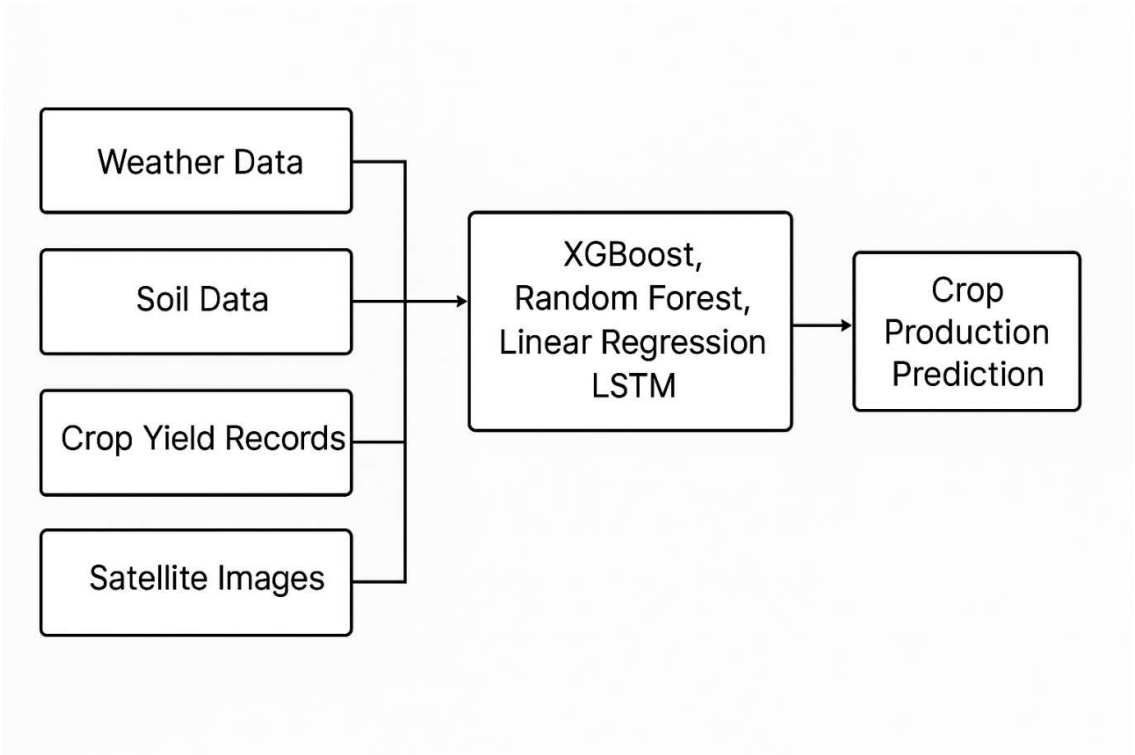 Weather Data
Soil Data
Crop Yield Records
Satellite Images
XGBoost,
Random Forest,
Linear Regression
LSTM
Crop
Production
Prediction